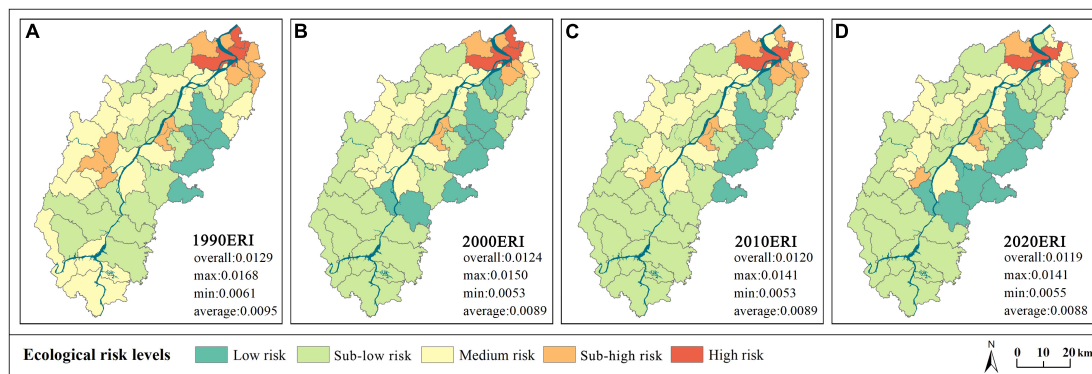 A
1990ERI
overall:0.0129
max:0.0168
min:0.0061
average:0.0095
B
2000ERI
overall:0.0124
max:0.0150
min:0.0053
average:0.0089
C
2010ERI
overall:0.0120
max:0.0141
min:0.0053
average:0.0089
D
2020ERI
overall:0.0119
max:0.0141
min:0.0055
average:0.0088
Ecological risk levels Low risk Sub-low risk Medium risk Sub-high risk High risk
N 0 10 20 km